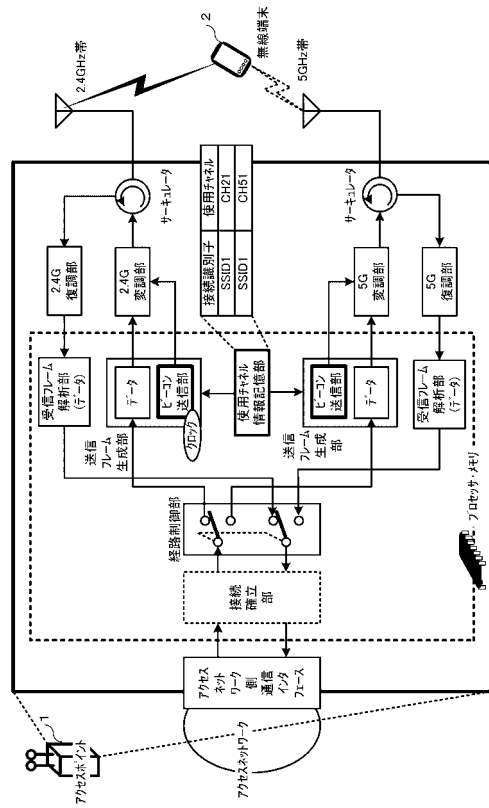 アクセスポイント
1
アクセスネットワーク
アクセス
ネット
ワーク
側
通信
インタ
フェース
接続
確立
部
経路制御部
プロセッサ・メモリ
受信フレーム
解析部
(データ)
送信
フレーム
生成部
データ
ビーコン
送信部
クロック
使用チャネル
情報記憶部
送信
フレーム
生成
部
ビーコン
送信部
データ
受信フレーム
解析部
(データ)
2.4G
復調部
2.4G
変調部
接続識別子 使用チャネル
SSID1 CH21
SSID1 CH51
5G
変調部
5G
復調部
サーキュレータ
サーキュレータ
2.4GHz帯
2
無線端末
5GHz帯